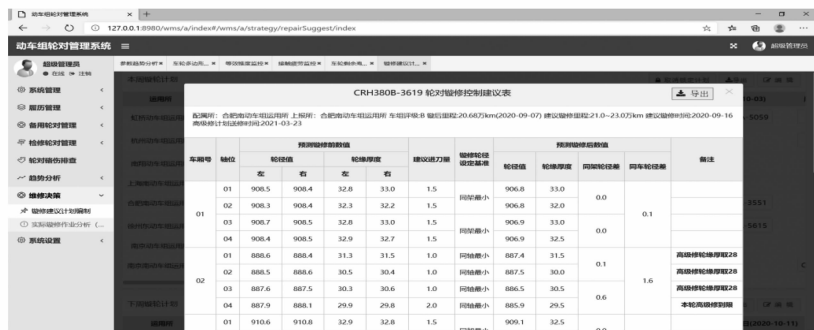 动车组轮对管理系统
127.0.0.1:8980/wms/a/index#/wms/a/strategy/repairSuggest/index
动车组轮对管理系统
超级管理员
超级管理员
在线 注销
系统管理
履历管理
备用轮对管理
检修轮对管理
轮对擦伤排查
趋势分析
维修决策
镟修建议计划编制
实际镟修作业分析 (...
系统设置
CRH380B-3619 轮对镟修控制建议表
导出
配属所：合肥南动车组运用所 上报所：合肥南动车组运用所 车组评级:B 镟后里程:20.68万km(2020-09-07) 建议镟修里程:21.0~23.0万km 建议镟修时间:2020-09-16
高级修计划送修时间:2021-03-23
车厢号 轴位 预测镟修前数值 建议进刀量 镟修轮径设定基准 预测镟修后数值 备注
轮径值 轮缘厚度 轮径值 轮缘厚度 同架轮径差 同车轮径差
左 右 左 右
01 01 908.5 908.4 32.8 33.0 1.5 同架最小 906.8 33.0 0.0 0.1
02 908.3 908.4 32.3 32.2 1.5 906.8 32.0
03 908.7 908.5 32.8 33.0 1.5 同架最小 906.9 33.0 0.0
04 908.4 908.5 32.9 32.7 1.5 906.9 32.5
02 01 888.6 888.4 31.3 31.5 1.0 同轴最小 887.4 31.5 0.1 1.6 高级修轮缘厚取28
02 888.5 888.6 30.5 30.4 1.0 同轴最小 887.5 30.0 高级修轮缘厚取28
03 887.6 887.5 30.3 30.6 1.0 同轴最小 886.5 30.5 0.6 高级修轮缘厚取28
04 887.9 888.1 29.9 29.8 2.0 同轴最小 885.9 29.5 本轮高级修到限
01 910.6 910.8 32.9 32.8 1.5 909.1 32.5